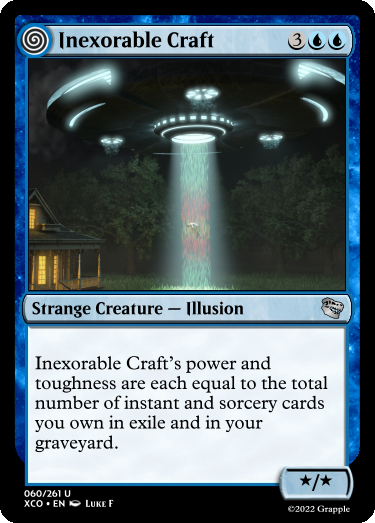 Inexorable Craft 3
Strange Creature — Illusion
Inexorable Craft's power and
toughness are each equal to the total
number of instant and sorcery cards
you own in exile and in your
graveyard.
★/★
060/261 U
XCO • EN Luke F
©2022 Grapple